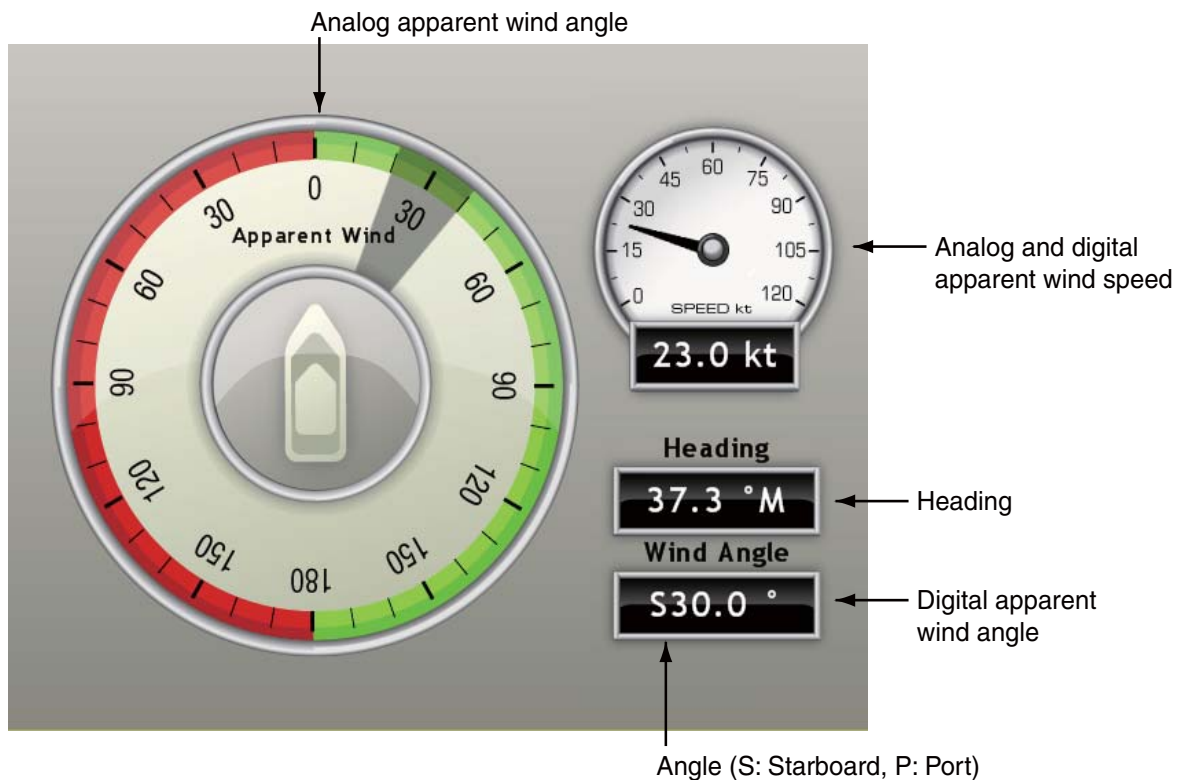 Analog apparent wind angle
0
30
60
90
120
150
180
150
120
90
60
30
Apparent Wind
0
15
30
45
60
75
90
105
120
SPEED kt
23.0 kt
Analog and digital
apparent wind speed
Heading
37.3 °M
Heading
Wind Angle
S30.0 °
Digital apparent
wind angle
Angle (S: Starboard, P: Port)